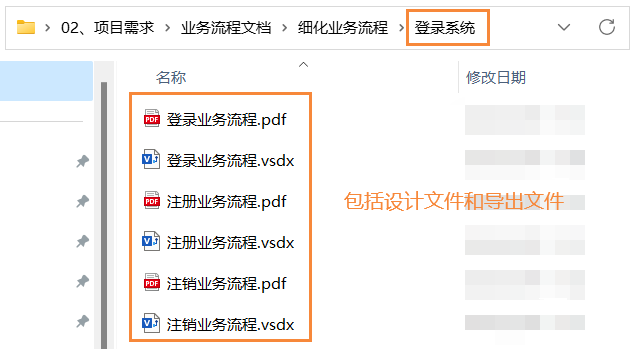 02、项目需求 > 业务流程文档 > 细化业务流程 > 登录系统
名称 修改日期
PDF 登录业务流程.pdf
V 登录业务流程.vsdx
PDF 注册业务流程.pdf
包括设计文件和导出文件
V 注册业务流程.vsdx
PDF 注销业务流程.pdf
V 注销业务流程.vsdx